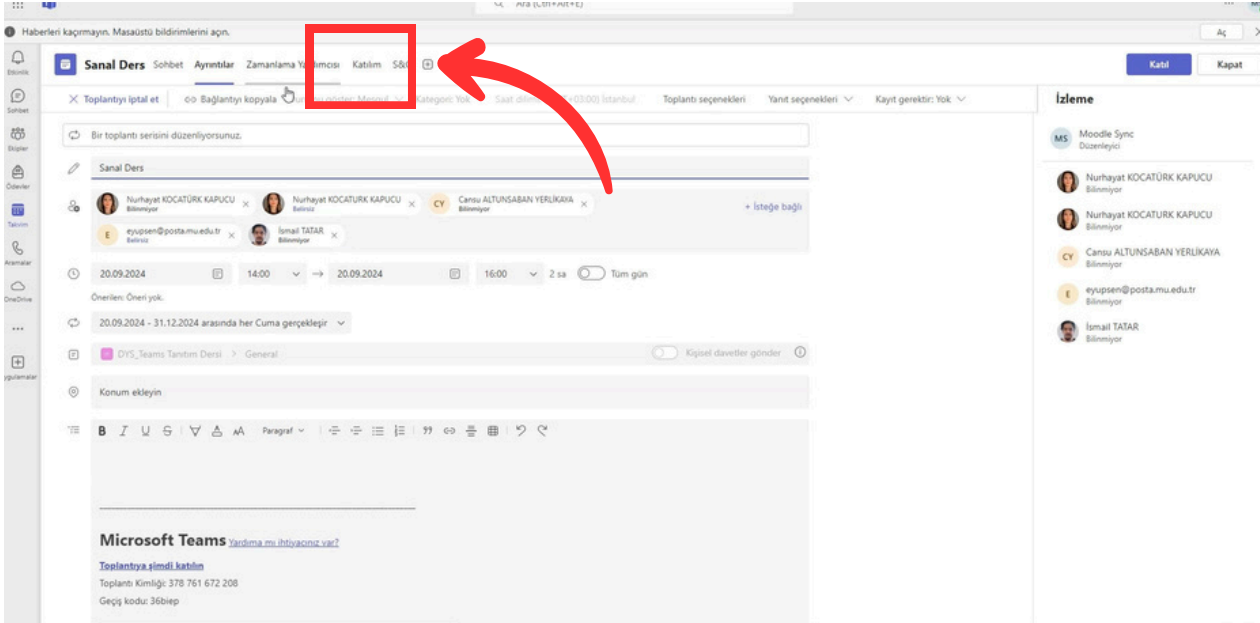 Ara (Ctrl+Alt+E)
Haberleri kaçırmayın. Masaüstü bildirimlerini açın.
Aç
Etkinlik
Sohbet
Ekipler
Ödevler
Takvim
Aramalar
OneDrive
Sanal Ders Sohbet Ayrıntılar Zamanlama Katılım
Katıl Kapat
Toplantıyı iptal et Bağlantıyı kopyala Kategori: Yok Toplantı seçenekleri Yanıt seçenekleri Kayıt gerektir: Yok
Bir toplantı serisini düzenliyorsunuz.
Sanal Ders
Nurhayat KOCATÜRK KAPUCU
Bilinmiyor
Nurhayat KOCATURK KAPUCU
Belirsiz
CY
Cansu ALTUNSABAN YERLİKAYA
Bilinmiyor
+ İsteğe bağlı
E
eyupsen@posta.mu.edu.tr
Belirsiz
İsmail TATAR
Bilinmiyor
20.09.2024 14:00 → 20.09.2024 16:00 2 sa Tüm gün
Önerilen: Öneri yok.
20.09.2024 - 31.12.2024 arasında her Cuma gerçekleşir
DYS_Teams Tanıtım Dersi > General Kişisel davetler gönder
Konum ekleyin
B I U S Paragraf
Microsoft Teams Yardıma mı ihtiyacınız var?
Toplantıya şimdi katılın
Toplantı Kimliği: 378 761 672 208
Geçiş kodu: 36biep
İzleme
MS
Moodle Sync
Düzenleyici
Nurhayat KOCATÜRK KAPUCU
Bilinmiyor
Nurhayat KOCATURK KAPUCU
Bilinmiyor
CY
Cansu ALTUNSABAN YERLİKAYA
Bilinmiyor
E
eyupsen@posta.mu.edu.tr
Bilinmiyor
İsmail TATAR
Bilinmiyor